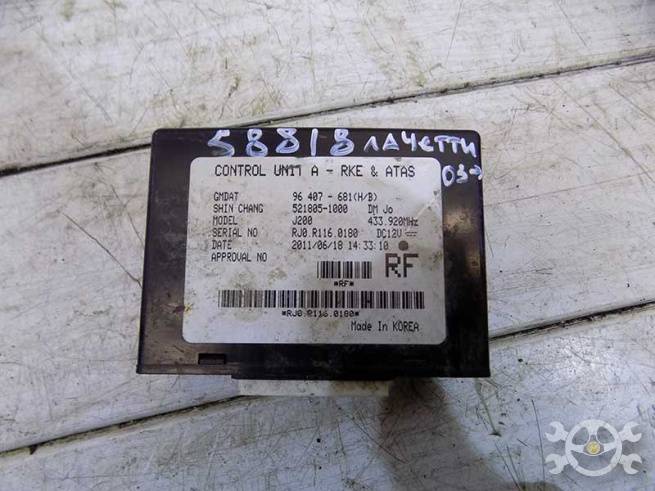 58818 ЛАЧЕТТИ
03->
CONTROL UNIT A - RKE & ATAS
GMDAT 96 407 - 681(H/B)
SHIN CHANG 521805-1000 DM Jo
MODEL J200 433.920MHz
SERIAL NO RJ0.R116.0180 DC12V
DATE 2011/06/18 14:33:10
APPROVAL NO
RF
*RF*
*RJ0.R116.0180*
Made In KOREA